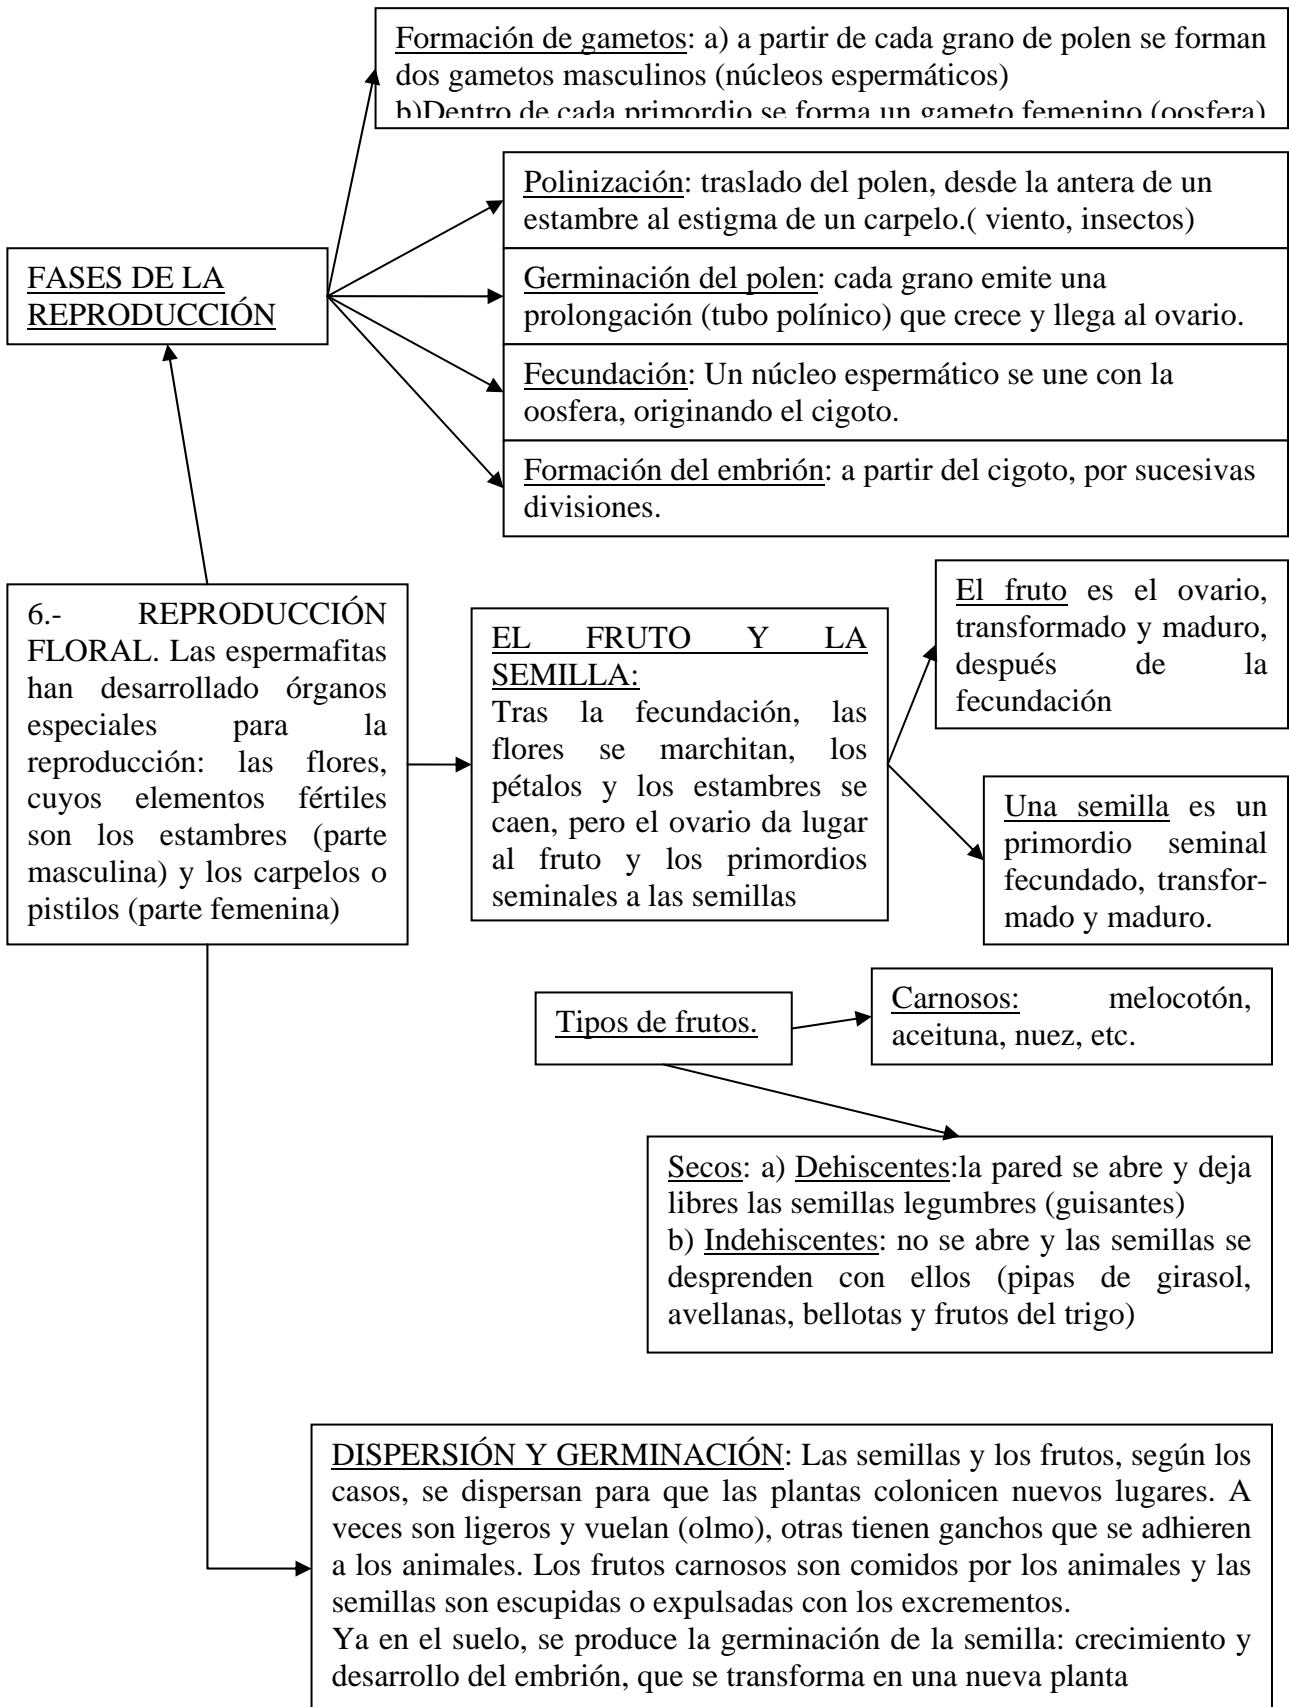 Formación de gametos: a) a partir de cada grano de polen se forman
dos gametos masculinos (núcleos espermáticos)
b)Dentro de cada primordio se forma un gameto femenino (oosfera)
Polinización: traslado del polen, desde la antera de un
estambre al estigma de un carpelo.( viento, insectos)
FASES DE LA
REPRODUCCIÓN
Germinación del polen: cada grano emite una
prolongación (tubo polínico) que crece y llega al ovario.
Fecundación: Un núcleo espermático se une con la
oosfera, originando el cigoto.
Formación del embrión: a partir del cigoto, por sucesivas
divisiones.
6.- REPRODUCCIÓN
FLORAL. Las espermafitas
han desarrollado órganos
especiales para la
reproducción: las flores,
cuyos elementos fértiles
son los estambres (parte
masculina) y los carpelos o
pistilos (parte femenina)
EL FRUTO Y LA
SEMILLA:
Tras la fecundación, las
flores se marchitan, los
pétalos y los estambres se
caen, pero el ovario da lugar
al fruto y los primordios
seminales a las semillas
El fruto es el ovario,
transformado y maduro,
después de la
fecundación
Una semilla es un
primordio seminal
fecundado, transfor-
mado y maduro.
Tipos de frutos.
Carnosos: melocotón,
aceituna, nuez, etc.
Secos: a) Dehiscentes:la pared se abre y deja
libres las semillas legumbres (guisantes)
b) Indehiscentes: no se abre y las semillas se
desprenden con ellos (pipas de girasol,
avellanas, bellotas y frutos del trigo)
DISPERSIÓN Y GERMINACIÓN: Las semillas y los frutos, según los
casos, se dispersan para que las plantas colonicen nuevos lugares. A
veces son ligeros y vuelan (olmo), otras tienen ganchos que se adhieren
a los animales. Los frutos carnosos son comidos por los animales y las
semillas son escupidas o expulsadas con los excrementos.
Ya en el suelo, se produce la germinación de la semilla: crecimiento y
desarrollo del embrión, que se transforma en una nueva planta